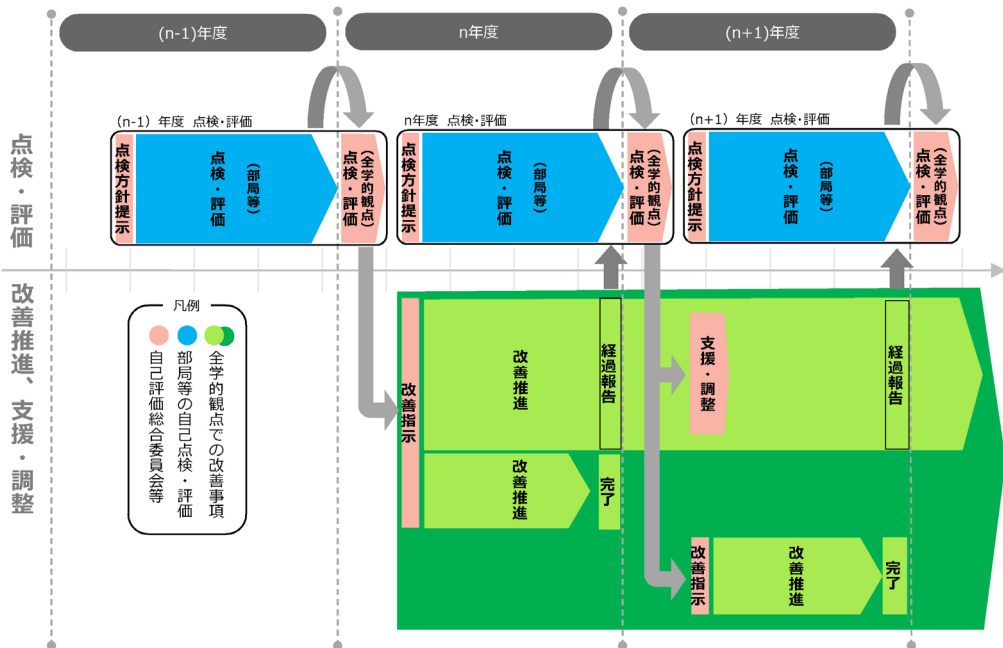 (n-1)年度
n年度
(n+1)年度
点検・評価
(n-1) 年度 点検・評価
点検方針提示
点検・評価
(部局等)
点検・評価
(全学的観点)
n年度 点検・評価
点検方針提示
点検・評価
(部局等)
点検・評価
(全学的観点)
(n+1) 年度 点検・評価
点検方針提示
点検・評価
(部局等)
点検・評価
(全学的観点)
改善推進、支援・調整
凡例
全学的観点での改善事項
部局等の自己点検・評価
自己評価総合委員会等
改善指示
改善推進
経過報告
支援・調整
経過報告
改善推進
完了
改善指示
改善推進
完了